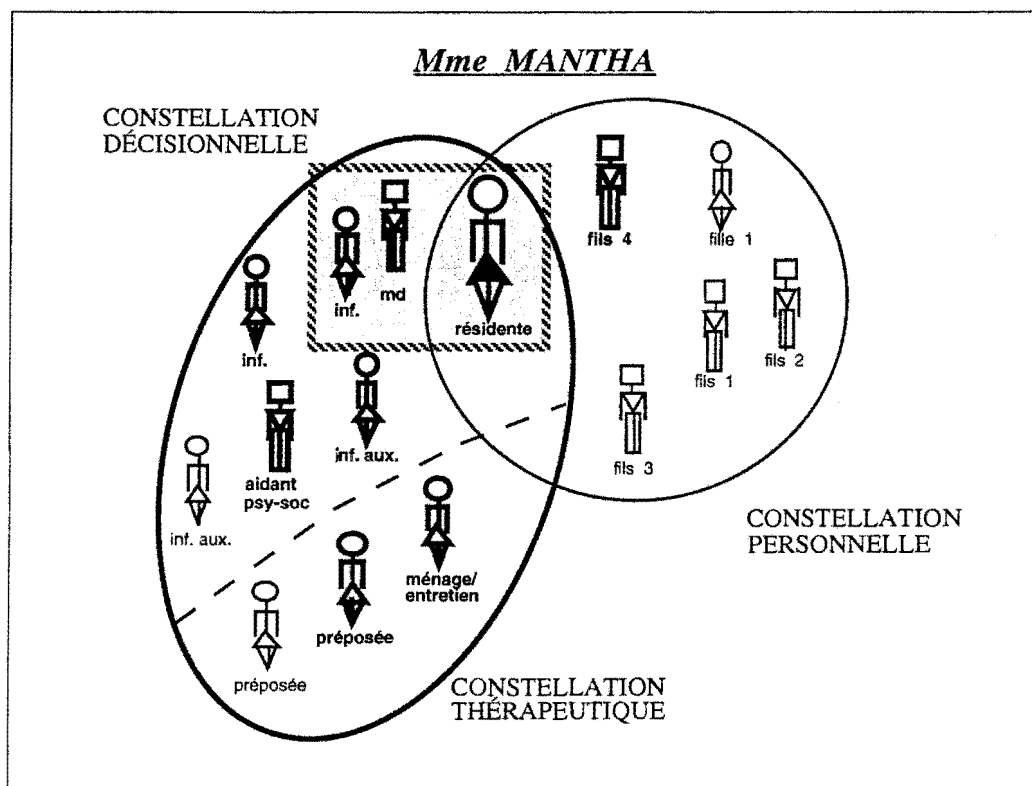 Mme MANTHA
CONSTELLATION
DÉCISIONNELLE
inf.
md
résidente
fils 4
fille 1
fils 1
fils 2
fils 3
inf.
inf. aux.
aidant
psy-soc
inf. aux.
ménage/
entretien
préposée
préposée
CONSTELLATION
PERSONNELLE
CONSTELLATION
THÉRAPEUTIQUE